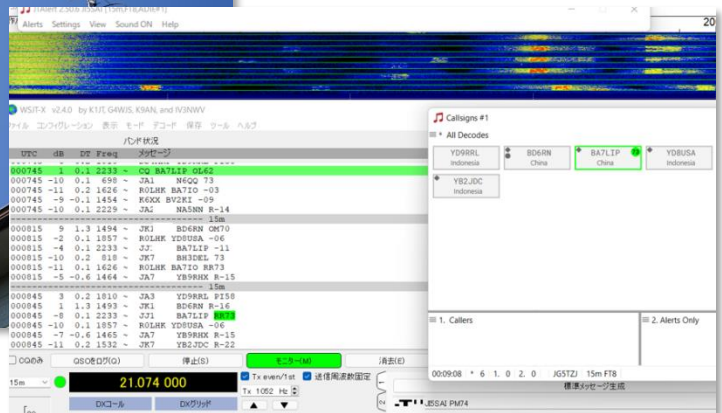 JTAlert 2.50.6 JISSAI [15m,FT8,ADIF#1]
Alerts Settings View Sound ON Help
20
WSJT-X v2.4.0 by K1JT, G4WJS, K9AN, and IV3NWV
ファイル コンフィグレーション 表示 モード デコード 保存 ツール ヘルプ
バンド状況
UTC dB DT Freq メッセージ
000745 1 0.1 2233 ~ CQ BA7LIP OL62
000745 -10 0.1 698 ~ JA1 N6QQ 73
000745 -11 0.2 1626 ~ R0LHK BA7IO -03
000745 -9 -0.1 1454 ~ K6XX BV2KI -09
000745 -10 0.1 2229 ~ JA2 NA5NN R-14
15m
000815 9 1.3 1494 ~ JK1 BD6RN OM70
000815 -2 0.1 1857 ~ R0LHK YD8USA -06
000815 -4 0.1 2233 ~ JJ1 BA7LIP -11
000815 -10 0.2 818 ~ JK7 BH3DEL 73
000815 -11 0.1 1626 ~ R0LHK BA7IO RR73
000815 -5 -0.6 1464 ~ JA7 YB9RHX R-15
15m
000845 3 0.2 1810 ~ JA3 YD9RRL PI58
000845 1 1.3 1493 ~ JK1 BD6RN R-16
000845 -8 0.1 2233 ~ JJ1 BA7LIP RR73
000845 -10 0.1 1857 ~ R0LHK YD8USA -06
000845 -7 -0.6 1465 ~ JA7 YB9RHX R-15
000845 -11 0.2 1532 ~ JK7 YB2JDC R-22
CQのみ QSOをログ(Q) 停止(S) モニター(M) 消去(E)
15m 21.074 000 Tx even/1st 送信周波数固定
Tx 1052 Hz
DXコール DXグリッド
標準メッセージ生成
JISSAI PM74
Callsigns #1
All Decodes
YD9RRL BD6RN BA7LIP YD8USA
Indonesia China China Indonesia
YB2JDC
Indonesia
1. Callers 2. Alerts Only
00:09:08 * 6 1. 0 2. 0 JG5TZJ 15m FT8